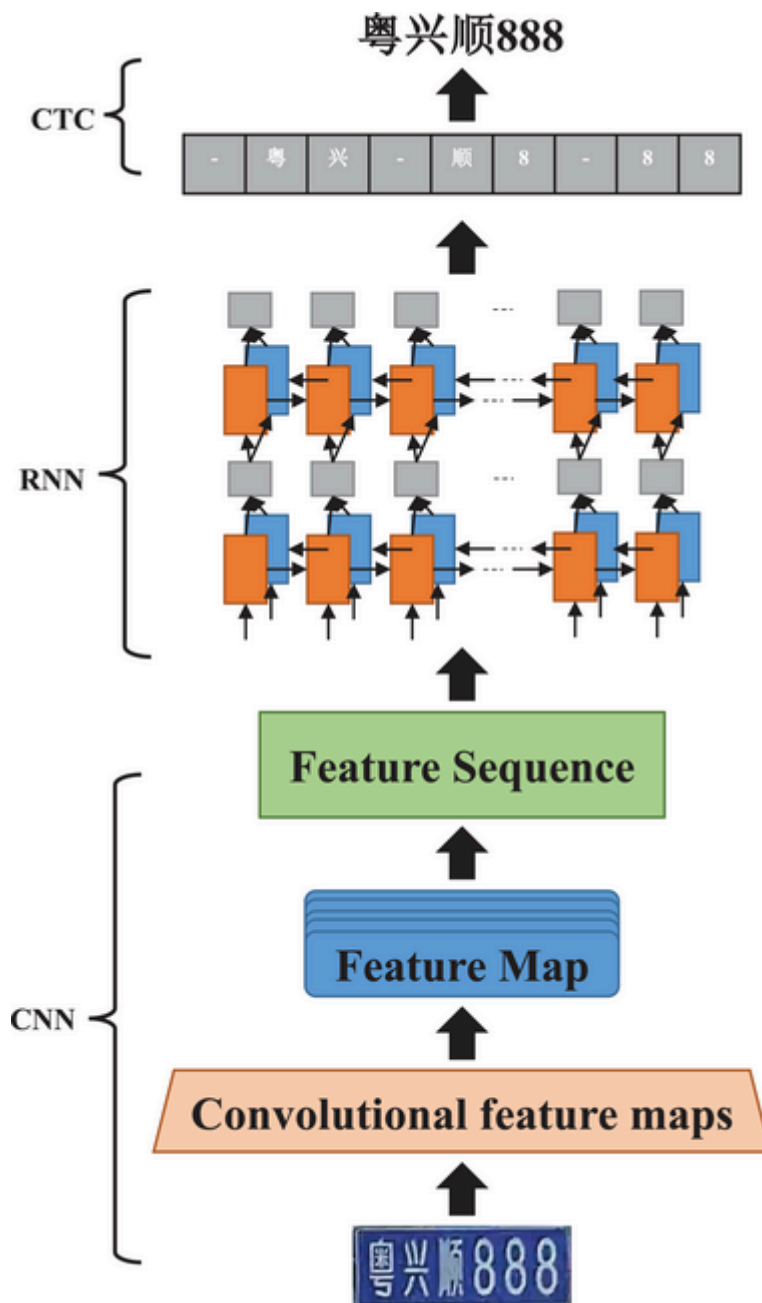 粤兴顺888
CTC
- 粤 兴 - 顺 8 - 8 8
RNN
Feature Sequence
Feature Map
CNN
Convolutional feature maps
粤兴顺888